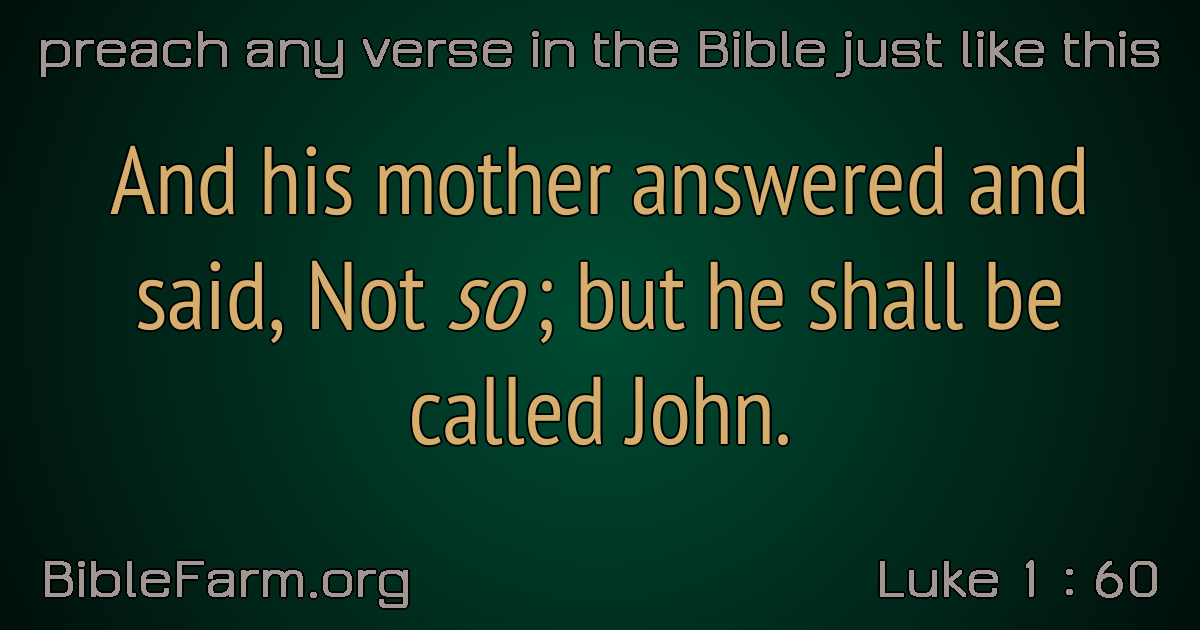 preach any verse in the Bible just like this
And his mother answered and
said, Not so; but he shall be
called John.
BibleFarm.org
Luke 1 : 60